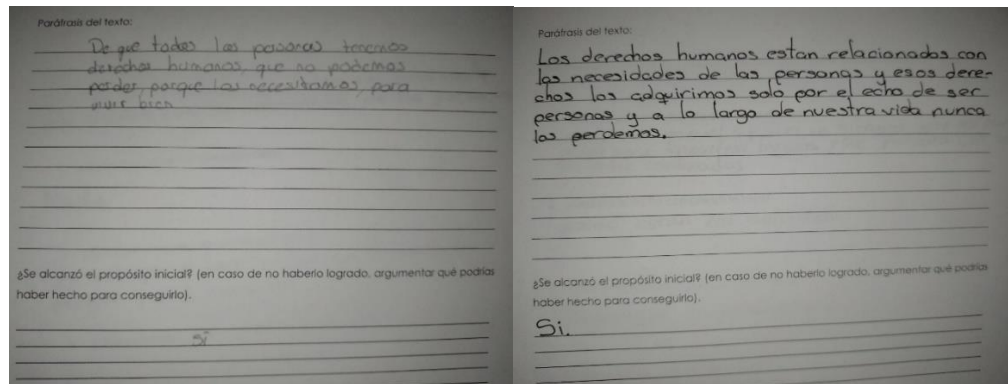 Paráfrasis del texto:
De que todas las personas tenemos
derechos humanos, que no podemos
perder, porque los necesitamos, para
vivir bien
¿Se alcanzó el propósito inicial? (en caso de no haberlo logrado, argumentar qué podrías
haber hecho para conseguirlo).
si
Paráfrasis del texto:
Los derechos humanos estan relacionados con
las necesidades de las personas y esos dere-
chos los adquirimos solo por el echo de ser
personas y a lo largo de nuestra vida nunca
los perdemos.
¿Se alcanzó el propósito inicial? (en caso de no haberlo logrado, argumentar qué podrías
haber hecho para conseguirlo).
Si.